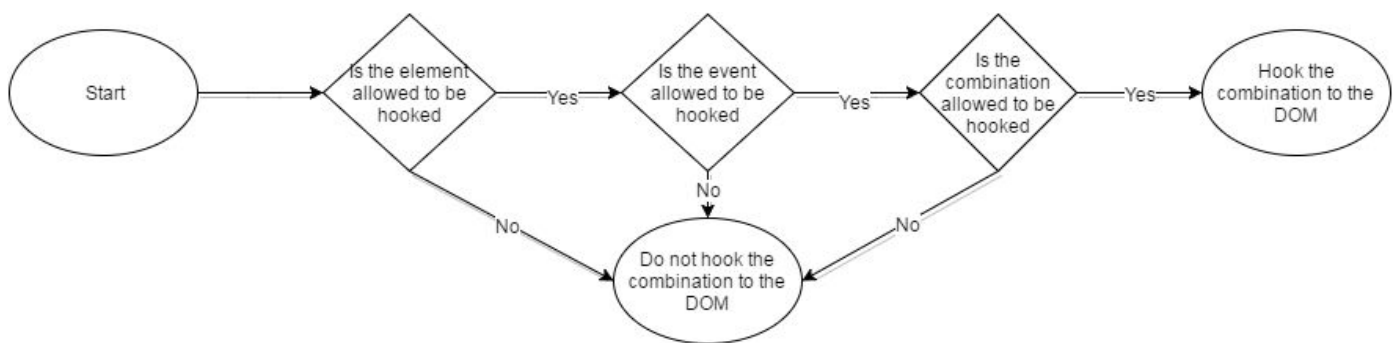 Start
Is the element
allowed to be
hooked
Yes
Is the event
allowed to be
hooked
Yes
Is the
combination
allowed to be
hooked
Yes
Hook the
combination to the
DOM
No
No
No
Do not hook the
combination to the
DOM